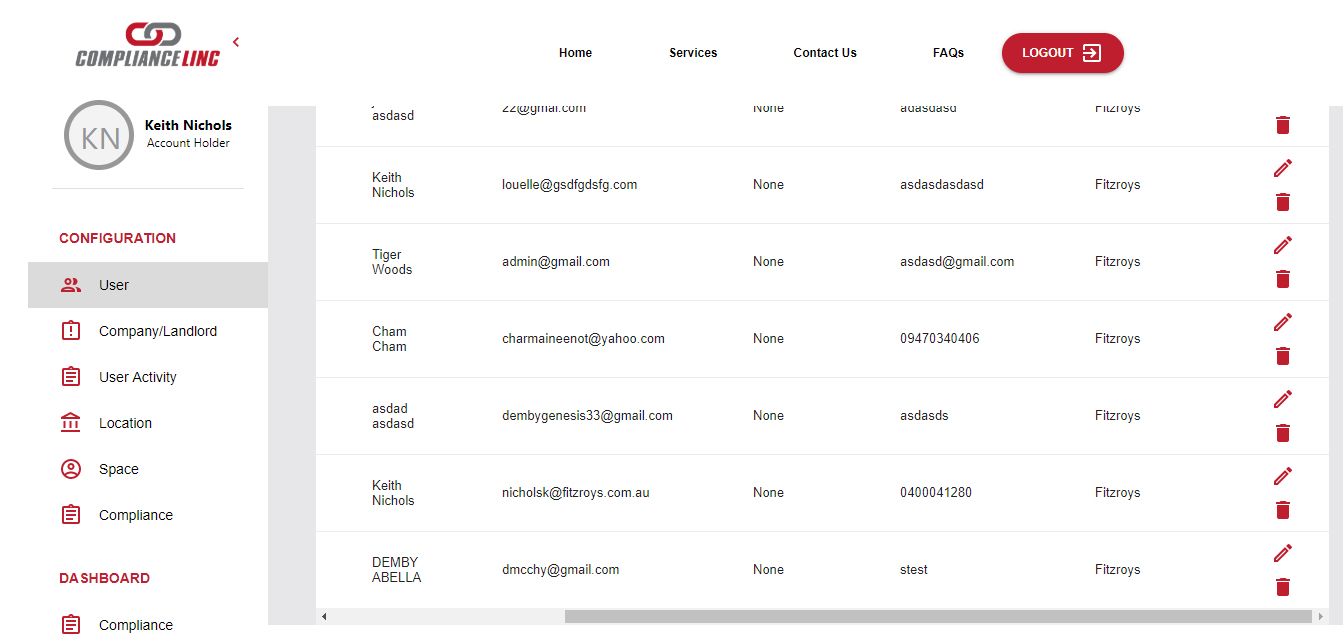 COMPLIANCELINC
Home
Services
Contact Us
FAQs
LOGOUT
KN
Keith Nichols
Account Holder
CONFIGURATION
User
Company/Landlord
User Activity
Location
Space
Compliance
DASHBOARD
Compliance
asdasd
22@gmai.com
None
adasdasd
Fitzroys
Keith
Nichols
louelle@gsdfgdsfg.com
None
asdasdasdasd
Fitzroys
Tiger
Woods
admin@gmail.com
None
asdasd@gmail.com
Fitzroys
Cham
Cham
charmaineenot@yahoo.com
None
09470340406
Fitzroys
asdad
asdasd
dembygenesis33@gmail.com
None
asdasds
Fitzroys
Keith
Nichols
nicholsk@fitzroys.com.au
None
0400041280
Fitzroys
DEMBY
ABELLA
dmcchy@gmail.com
None
stest
Fitzroys